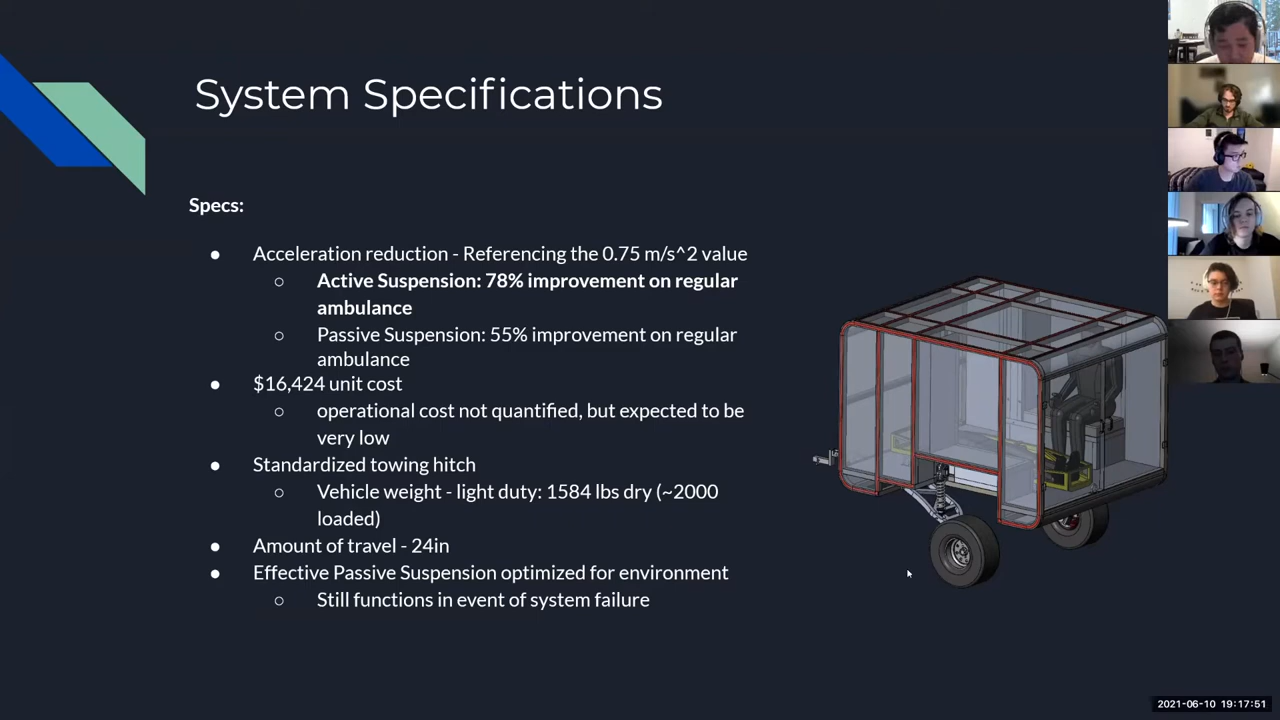 System Specifications
Specs:
● Acceleration reduction - Referencing the 0.75 m/s^2 value
○ Active Suspension: 78% improvement on regular
ambulance
○ Passive Suspension: 55% improvement on regular
ambulance
● $16,424 unit cost
○ operational cost not quantified, but expected to be
very low
● Standardized towing hitch
○ Vehicle weight - light duty: 1584 lbs dry (~2000
loaded)
● Amount of travel - 24in
● Effective Passive Suspension optimized for environment
○ Still functions in event of system failure
2021-06-10 19:17:51